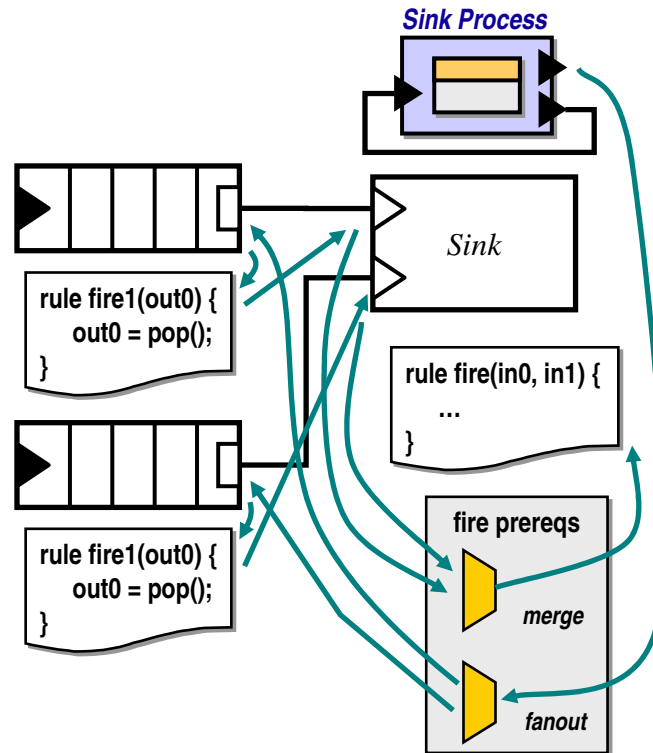 Sink Process
Sink
rule fire1(out0) {
out0 = pop();
}
rule fire(in0, in1) {
...
}
rule fire1(out0) {
out0 = pop();
}
fire prereqs
merge
fanout